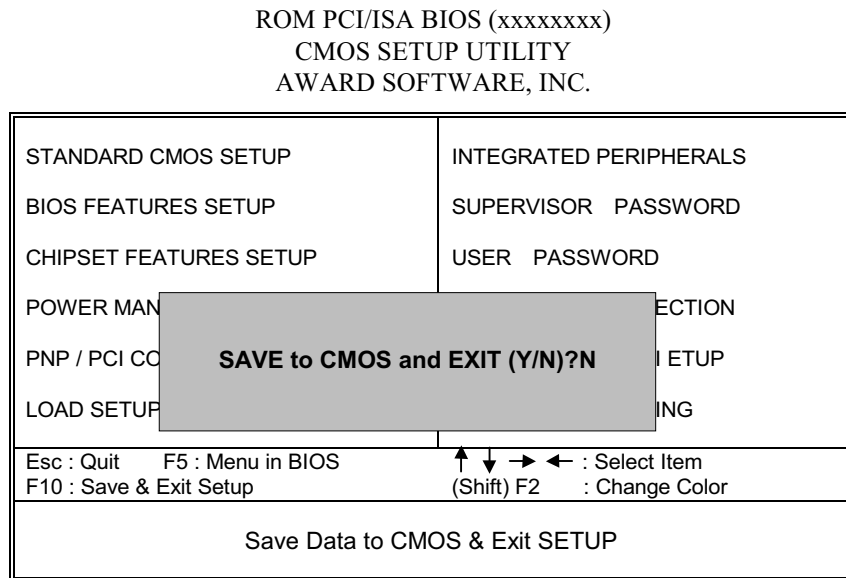 ROM PCI/ISA BIOS (xxxxxxxx)
CMOS SETUP UTILITY
AWARD SOFTWARE, INC.
STANDARD CMOS SETUP
INTEGRATED PERIPHERALS
BIOS FEATURES SETUP
SUPERVISOR PASSWORD
CHIPSET FEATURES SETUP
USER PASSWORD
POWER MAN
ECTION
PNP / PCI CO
SAVE to CMOS and EXIT (Y/N)?N
I ETUP
LOAD SETUP
ING
Esc : Quit F5 : Menu in BIOS
↑ ↓ → ← : Select Item
F10 : Save & Exit Setup
(Shift) F2 : Change Color
Save Data to CMOS & Exit SETUP